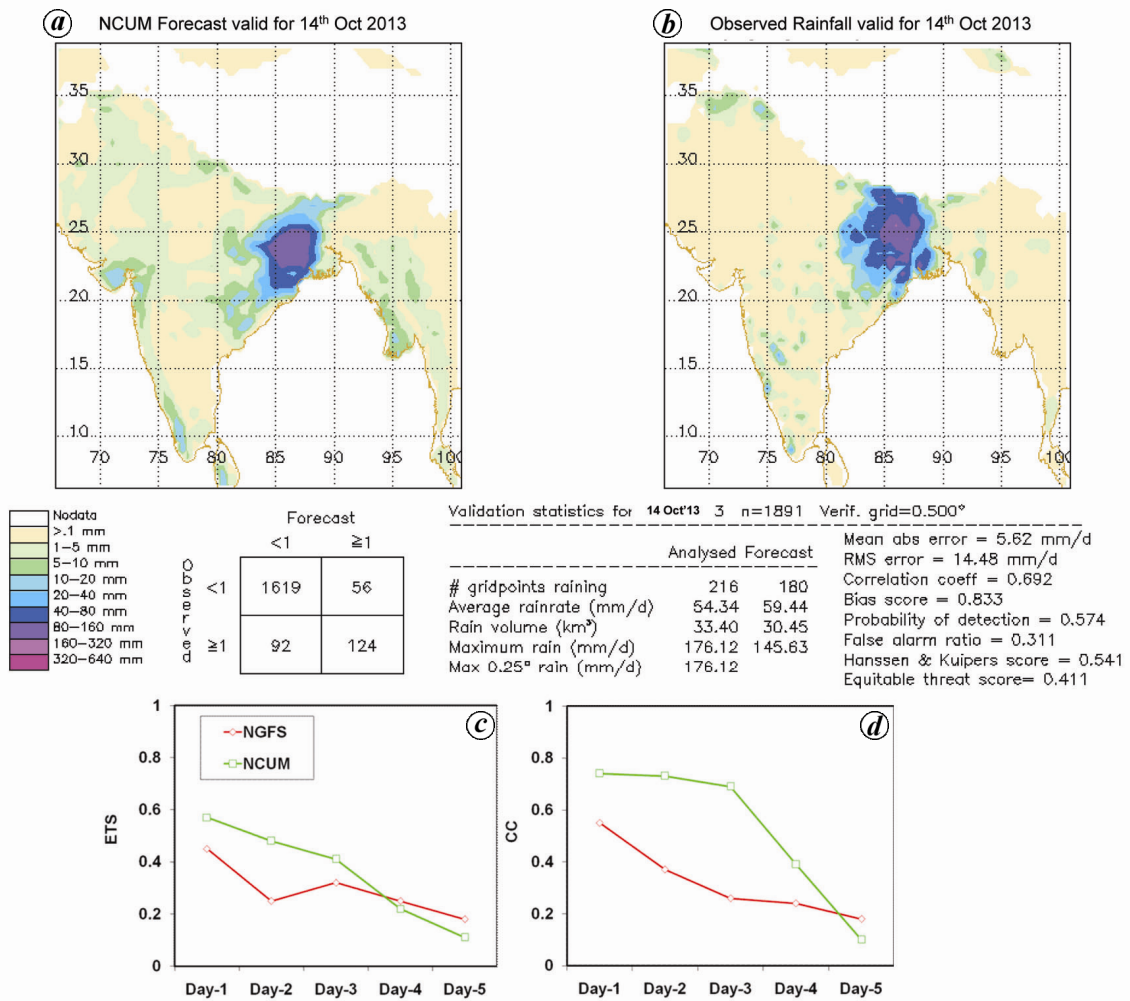 a NCUM Forecast valid for 14th Oct 2013
b Observed Rainfall valid for 14th Oct 2013
35
30
25
20
15
10
70 75 80 85 90 95 100
35
30
25
20
15
10
70 75 80 85 90 95 100
Nodata
>.1 mm
1-5 mm
5-10 mm
10-20 mm
20-40 mm
40-80 mm
80-160 mm
160-320 mm
320-640 mm
Forecast
<1 ≧1
Observed
<1 1619 56
≧1 92 124
Validation statistics for 14 Oct'13 3 n=1891 Verif. grid=0.500°
Analysed Forecast
# gridpoints raining 216 180
Average rainrate (mm/d) 54.34 59.44
Rain volume (km³) 33.40 30.45
Maximum rain (mm/d) 176.12 145.63
Max 0.25° rain (mm/d) 176.12
Mean abs error = 5.62 mm/d
RMS error = 14.48 mm/d
Correlation coeff = 0.692
Bias score = 0.833
Probability of detection = 0.574
False alarm ratio = 0.311
Hanssen & Kuipers score = 0.541
Equitable threat score= 0.411
c
NGFS
NCUM
ETS
1
0.8
0.6
0.4
0.2
0
Day-1 Day-2 Day-3 Day-4 Day-5
d
CC
1
0.8
0.6
0.4
0.2
0
Day-1 Day-2 Day-3 Day-4 Day-5